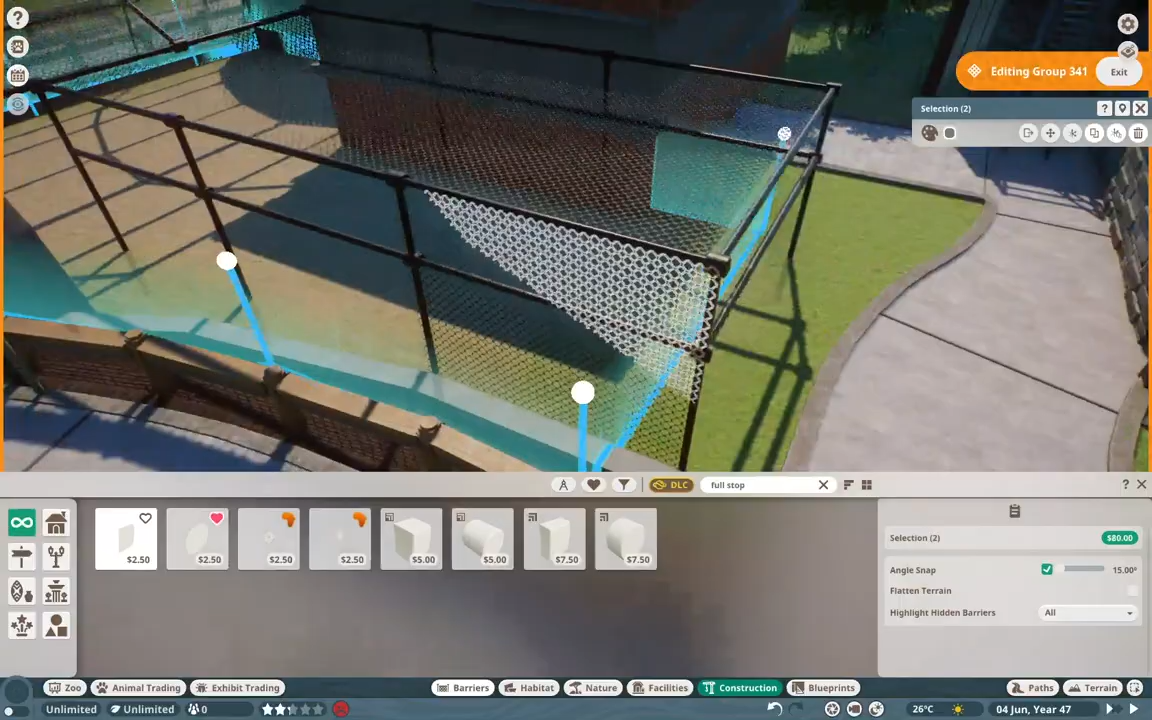 ?
Editing Group 341
Exit
Selection (2)
?
DLC
full stop
?
$2.50
$2.50
$2.50
$2.50
$5.00
$5.00
$7.50
$7.50
Selection (2)
$80.00
Angle Snap
15.00°
Flatten Terrain
Highlight Hidden Barriers
All
Zoo
Animal Trading
Exhibit Trading
Barriers
Habitat
Nature
Facilities
Construction
Blueprints
Paths
Terrain
Unlimited
Unlimited
0
26°C
04 Jun, Year 47